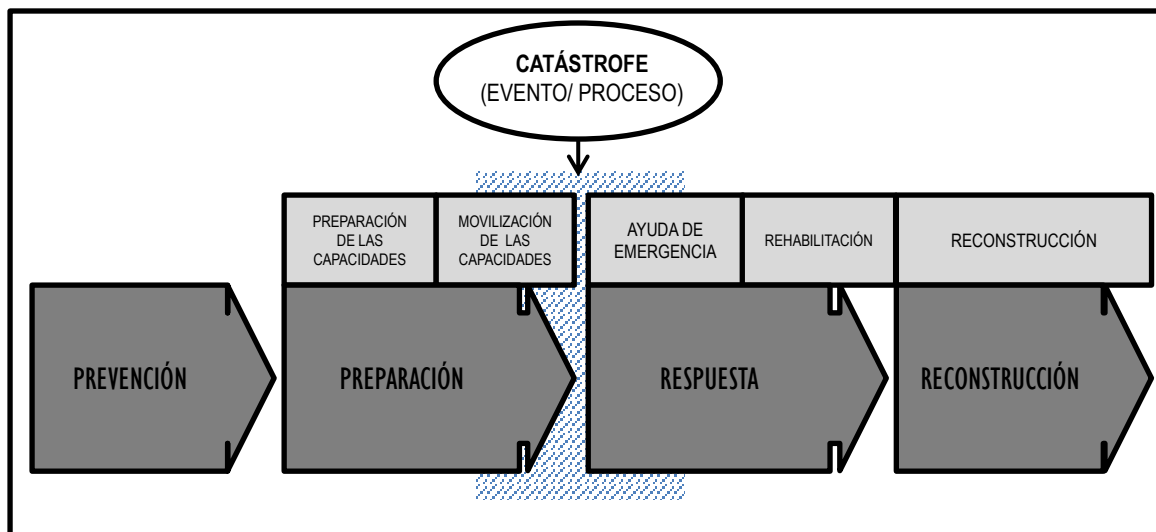 CATÁSTROFE
(EVENTO/ PROCESO)
PREPARACIÓN
DE LAS
CAPACIDADES
MOVILIZACIÓN
DE LAS
CAPACIDADES
AYUDA DE
EMERGENCIA
REHABILITACIÓN
RECONSTRUCCIÓN
PREVENCIÓN
PREPARACIÓN
RESPUESTA
RECONSTRUCCIÓN